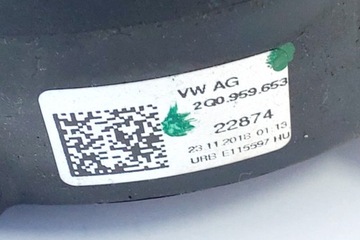 VW AG
2Q0.959.653
22874
23.11.2018 01:13
URB E115597 HU